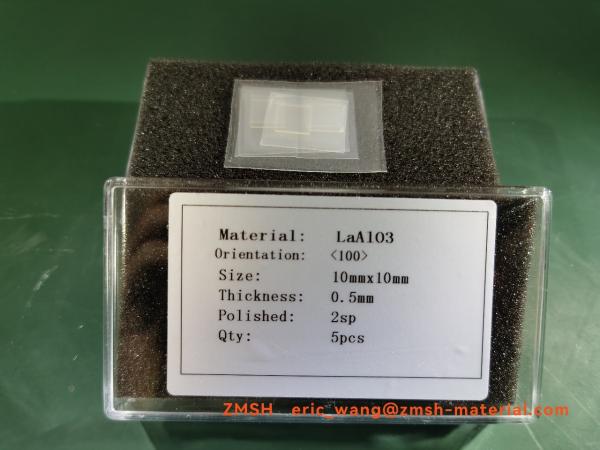 Material: LaAlO3
Orientation: <100>
Size: 10mmx10mm
Thickness: 0.5mm
Polished: 2sp
Qty: 5pcs
ZMSH eric_wang@zmsh-material.com